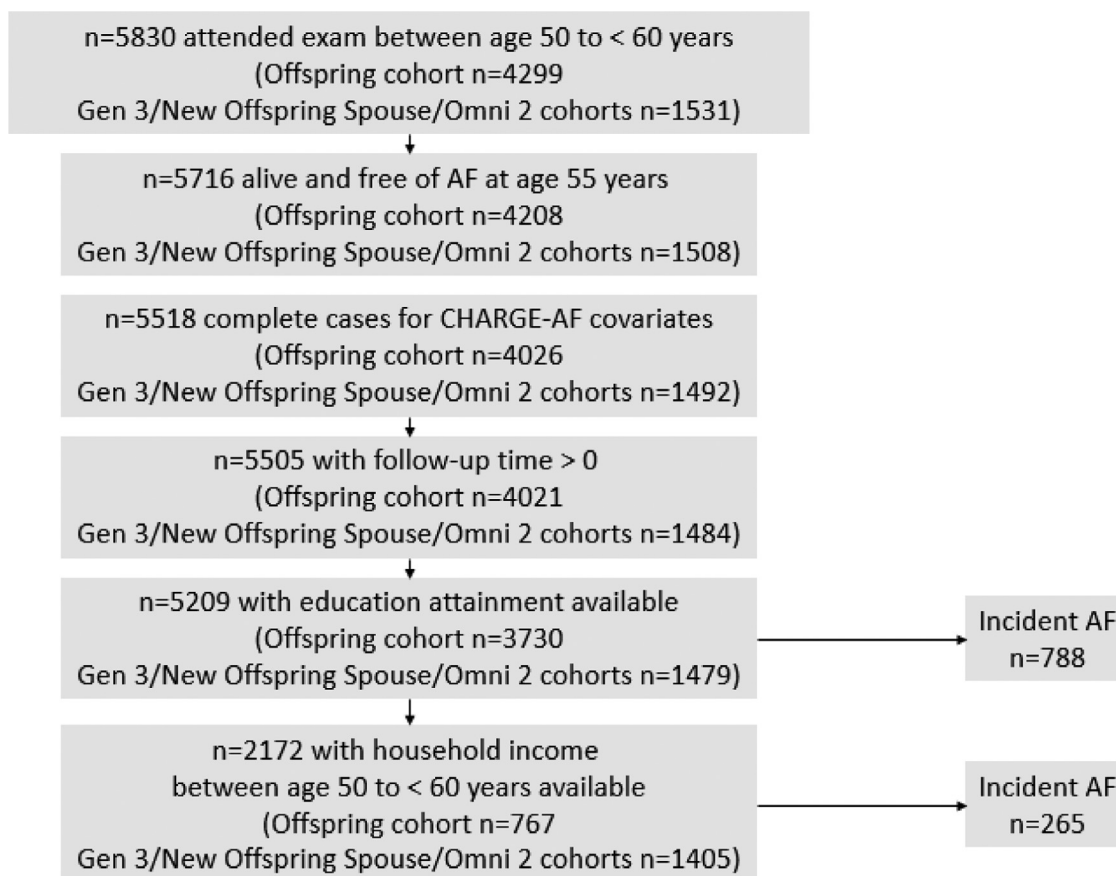 n=5830 attended exam between age 50 to < 60 years
(Offspring cohort n=4299
Gen 3/New Offspring Spouse/Omni 2 cohorts n=1531)
n=5716 alive and free of AF at age 55 years
(Offspring cohort n=4208
Gen 3/New Offspring Spouse/Omni 2 cohorts n=1508)
n=5518 complete cases for CHARGE-AF covariates
(Offspring cohort n=4026
Gen 3/New Offspring Spouse/Omni 2 cohorts n=1492)
n=5505 with follow-up time > 0
(Offspring cohort n=4021
Gen 3/New Offspring Spouse/Omni 2 cohorts n=1484)
n=5209 with education attainment available
(Offspring cohort n=3730
Gen 3/New Offspring Spouse/Omni 2 cohorts n=1479)
Incident AF
n=788
n=2172 with household income
between age 50 to < 60 years available
(Offspring cohort n=767
Gen 3/New Offspring Spouse/Omni 2 cohorts n=1405)
Incident AF
n=265